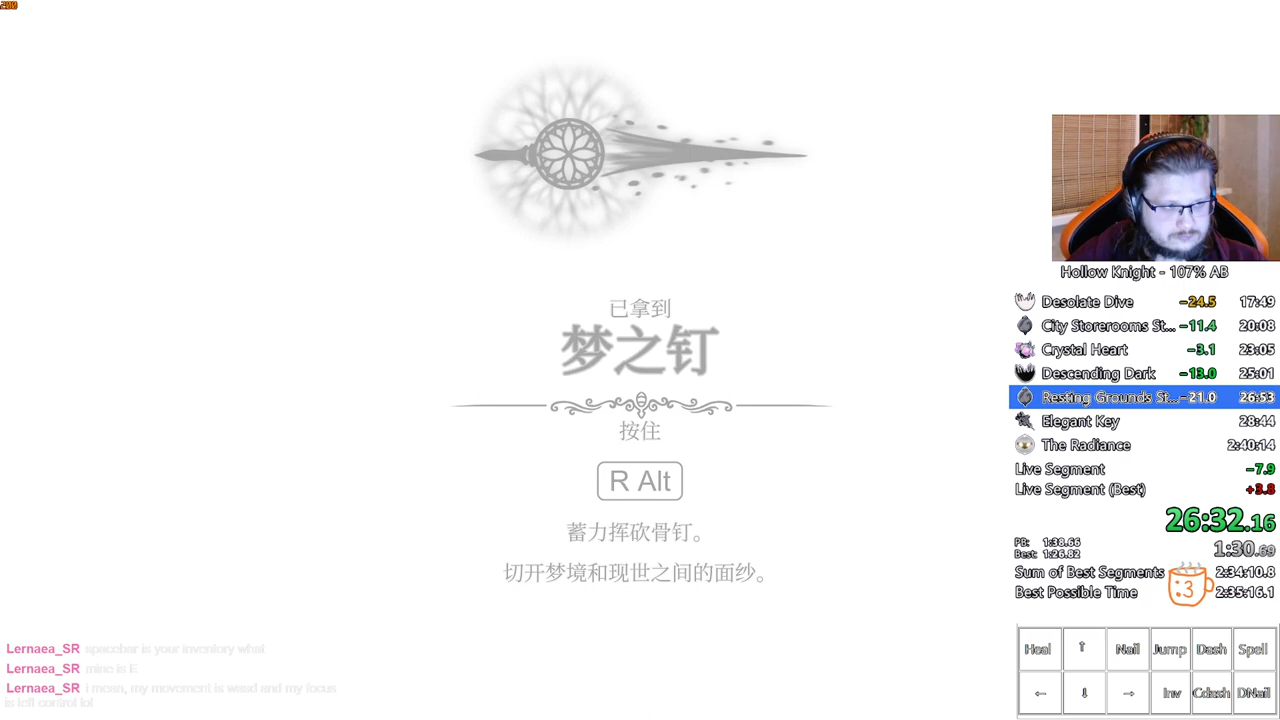 已拿到
梦之钉
按住
R Alt
蓄力挥砍骨钉。
切开梦境和现世之间的面纱。
Lernaea_SR spacebar is your inventory what
Lernaea_SR mine is E
Lernaea_SR i mean, my movement is wasd and my focus
is left control lol
Hollow Knight - 107% AB
Desolate Dive -24.5 17:49
City Storerooms St... -11.4 20:08
Crystal Heart -3.1 23:05
Descending Dark -13.0 25:01
Resting Grounds St... -21.0 26:53
Elegant Key 28:44
The Radiance 2:40:14
Live Segment -7.9
Live Segment (Best) +3.8
26:32.16
PB: 1:38.66
Best: 1:26.82
1:30.69
Sum of Best Segments 2:34:10.8
Best Possible Time 2:35:16.1
Heal ↑ Nail Jump Dash Spell
← ↓ → Inv Cdash DNail